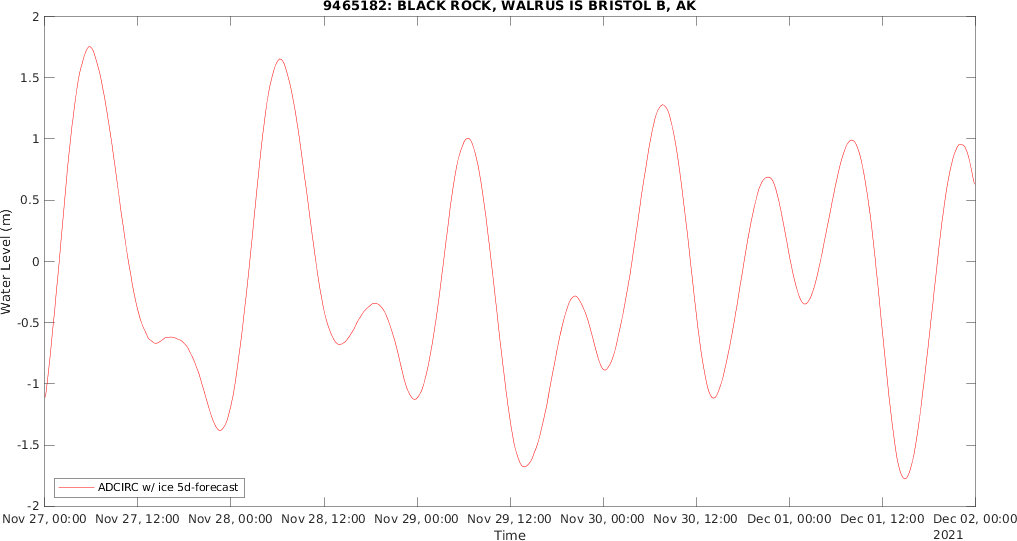 9465182: BLACK ROCK, WALRUS IS BRISTOL B, AK
2
1.5
1
0.5
0
-0.5
-1
-1.5
-2
Water Level (m)
ADCIRC w/ ice 5d-forecast
Nov 27, 00:00 Nov 27, 12:00 Nov 28, 00:00 Nov 28, 12:00 Nov 29, 00:00 Nov 29, 12:00 Nov 30, 00:00 Nov 30, 12:00 Dec 01, 00:00 Dec 01, 12:00 Dec 02, 00:00
Time
2021